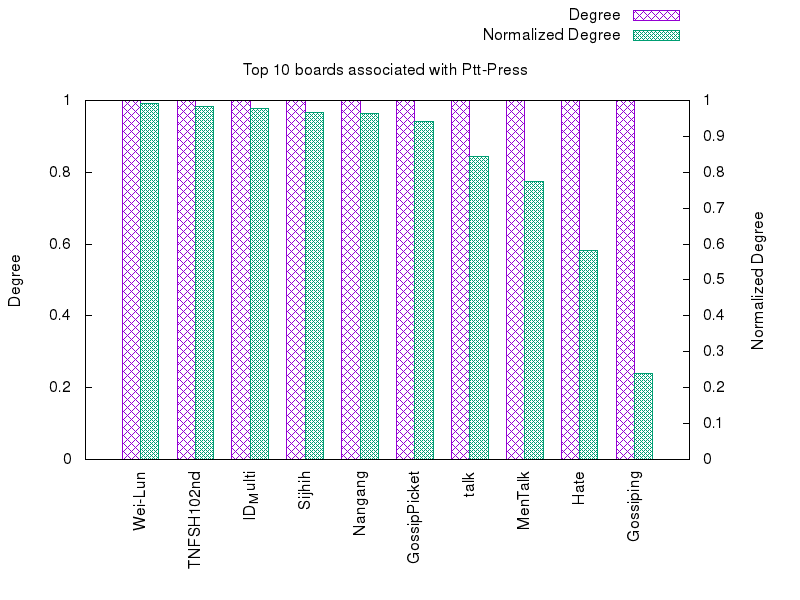 Degree
Normalized Degree
Top 10 boards associated with Ptt-Press
1
0.8
0.6
0.4
0.2
0
Degree
1
0.9
0.8
0.7
0.6
0.5
0.4
0.3
0.2
0.1
0
Normalized Degree
Wei-Lun
TNFSH102nd
IDMulti
Sijhih
Nangang
GossipPicket
talk
MenTalk
Hate
Gossiping